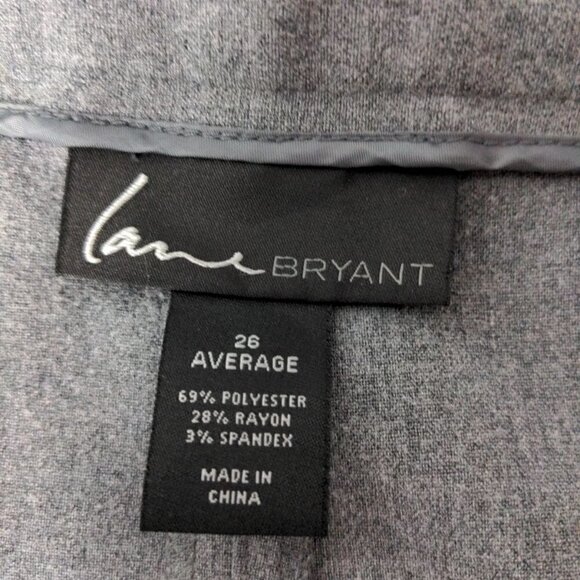 lane BRYANT
26
AVERAGE
69% POLYESTER
28% RAYON
3% SPANDEX
MADE IN
CHINA